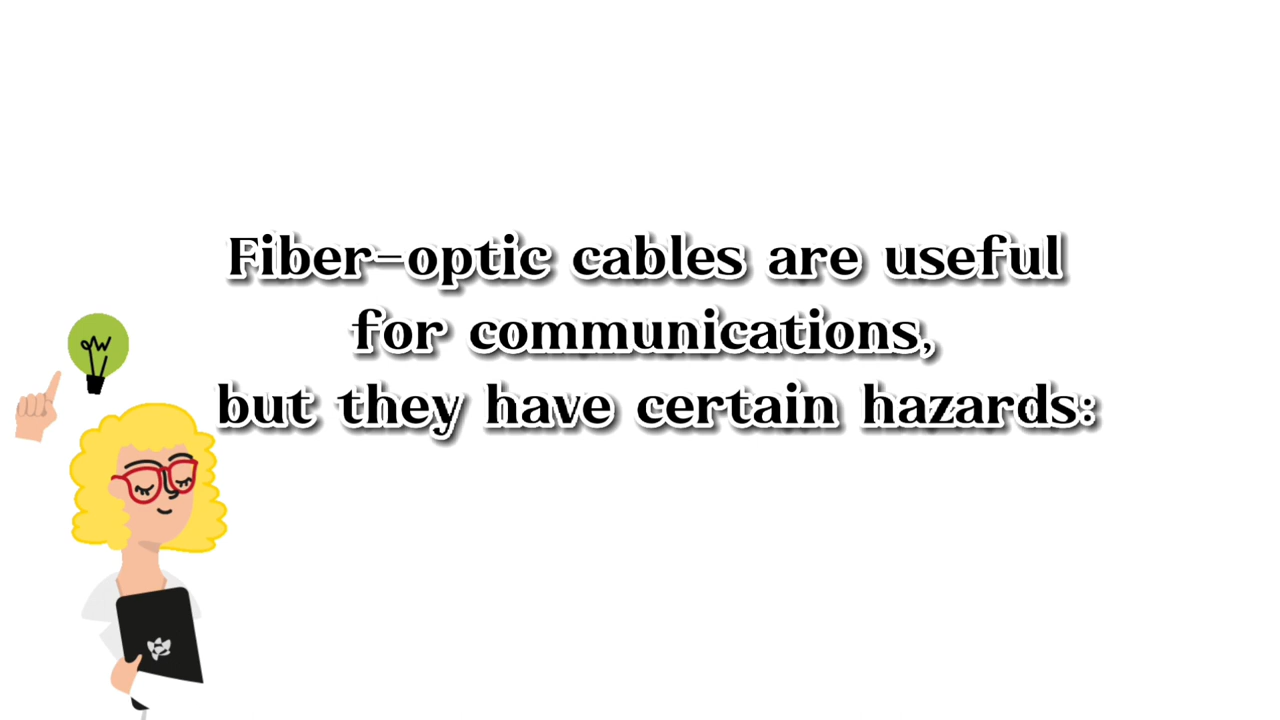 Fiber-optic cables are useful
for communications,
but they have certain hazards: